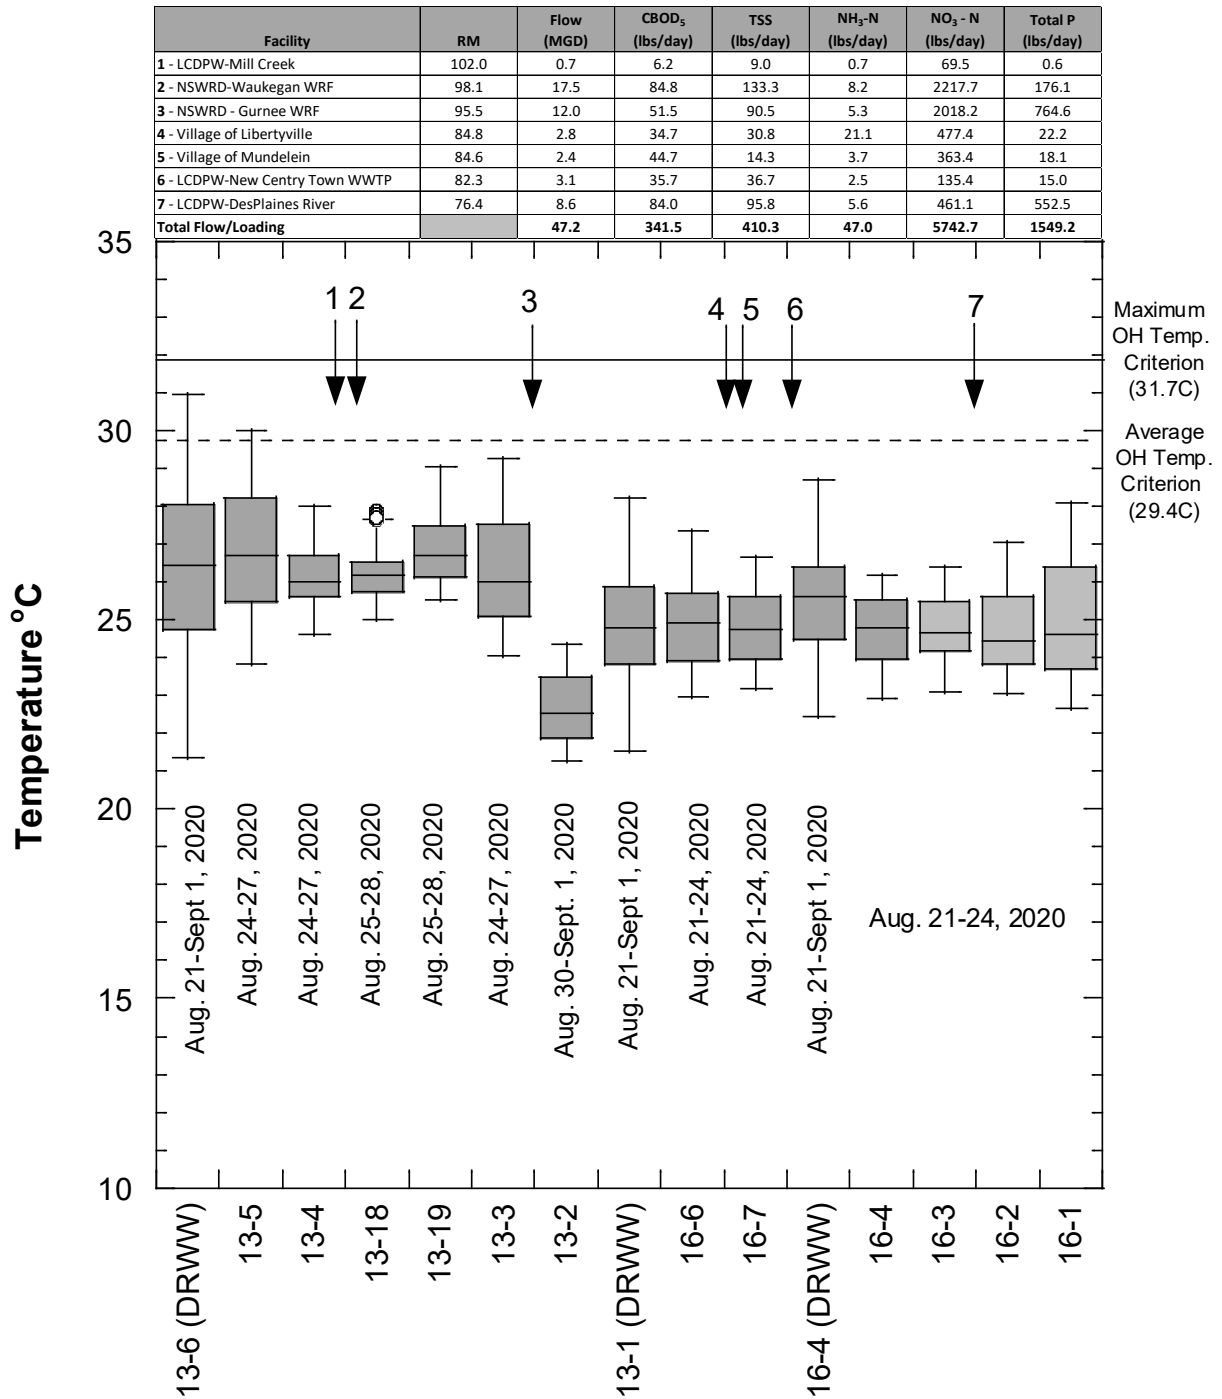 Facility RM Flow (MGD) CBOD₅ (lbs/day) TSS (lbs/day) NH₃-N (lbs/day) NO₃ - N (lbs/day) Total P (lbs/day)
1 - LCDPW-Mill Creek 102.0 0.7 6.2 9.0 0.7 69.5 0.6
2 - NSWRD-Waukegan WRF 98.1 17.5 84.8 133.3 8.2 2217.7 176.1
3 - NSWRD - Gurnee WRF 95.5 12.0 51.5 90.5 5.3 2018.2 764.6
4 - Village of Libertyville 84.8 2.8 34.7 30.8 21.1 477.4 22.2
5 - Village of Mundelein 84.6 2.4 44.7 14.3 3.7 363.4 18.1
6 - LCDPW-New Centry Town WWTP 82.3 3.1 35.7 36.7 2.5 135.4 15.0
7 - LCDPW-DesPlaines River 76.4 8.6 84.0 95.8 5.6 461.1 552.5
Total Flow/Loading 47.2 341.5 410.3 47.0 5742.7 1549.2
35
1 2 3 4 5 6 7
Maximum
OH Temp.
Criterion
(31.7C)
30
Average
OH Temp.
Criterion
(29.4C)
25
20
15
10
Temperature °C
Aug. 21-Sept 1, 2020
Aug. 24-27, 2020
Aug. 24-27, 2020
Aug. 25-28, 2020
Aug. 25-28, 2020
Aug. 24-27, 2020
Aug. 30-Sept. 1, 2020
Aug. 21-Sept 1, 2020
Aug. 21-24, 2020
Aug. 21-24, 2020
Aug. 21-Sept 1, 2020
Aug. 21-24, 2020
13-6 (DRWW)
13-5
13-4
13-18
13-19
13-3
13-2
13-1 (DRWW)
16-6
16-7
16-4 (DRWW)
16-4
16-3
16-2
16-1